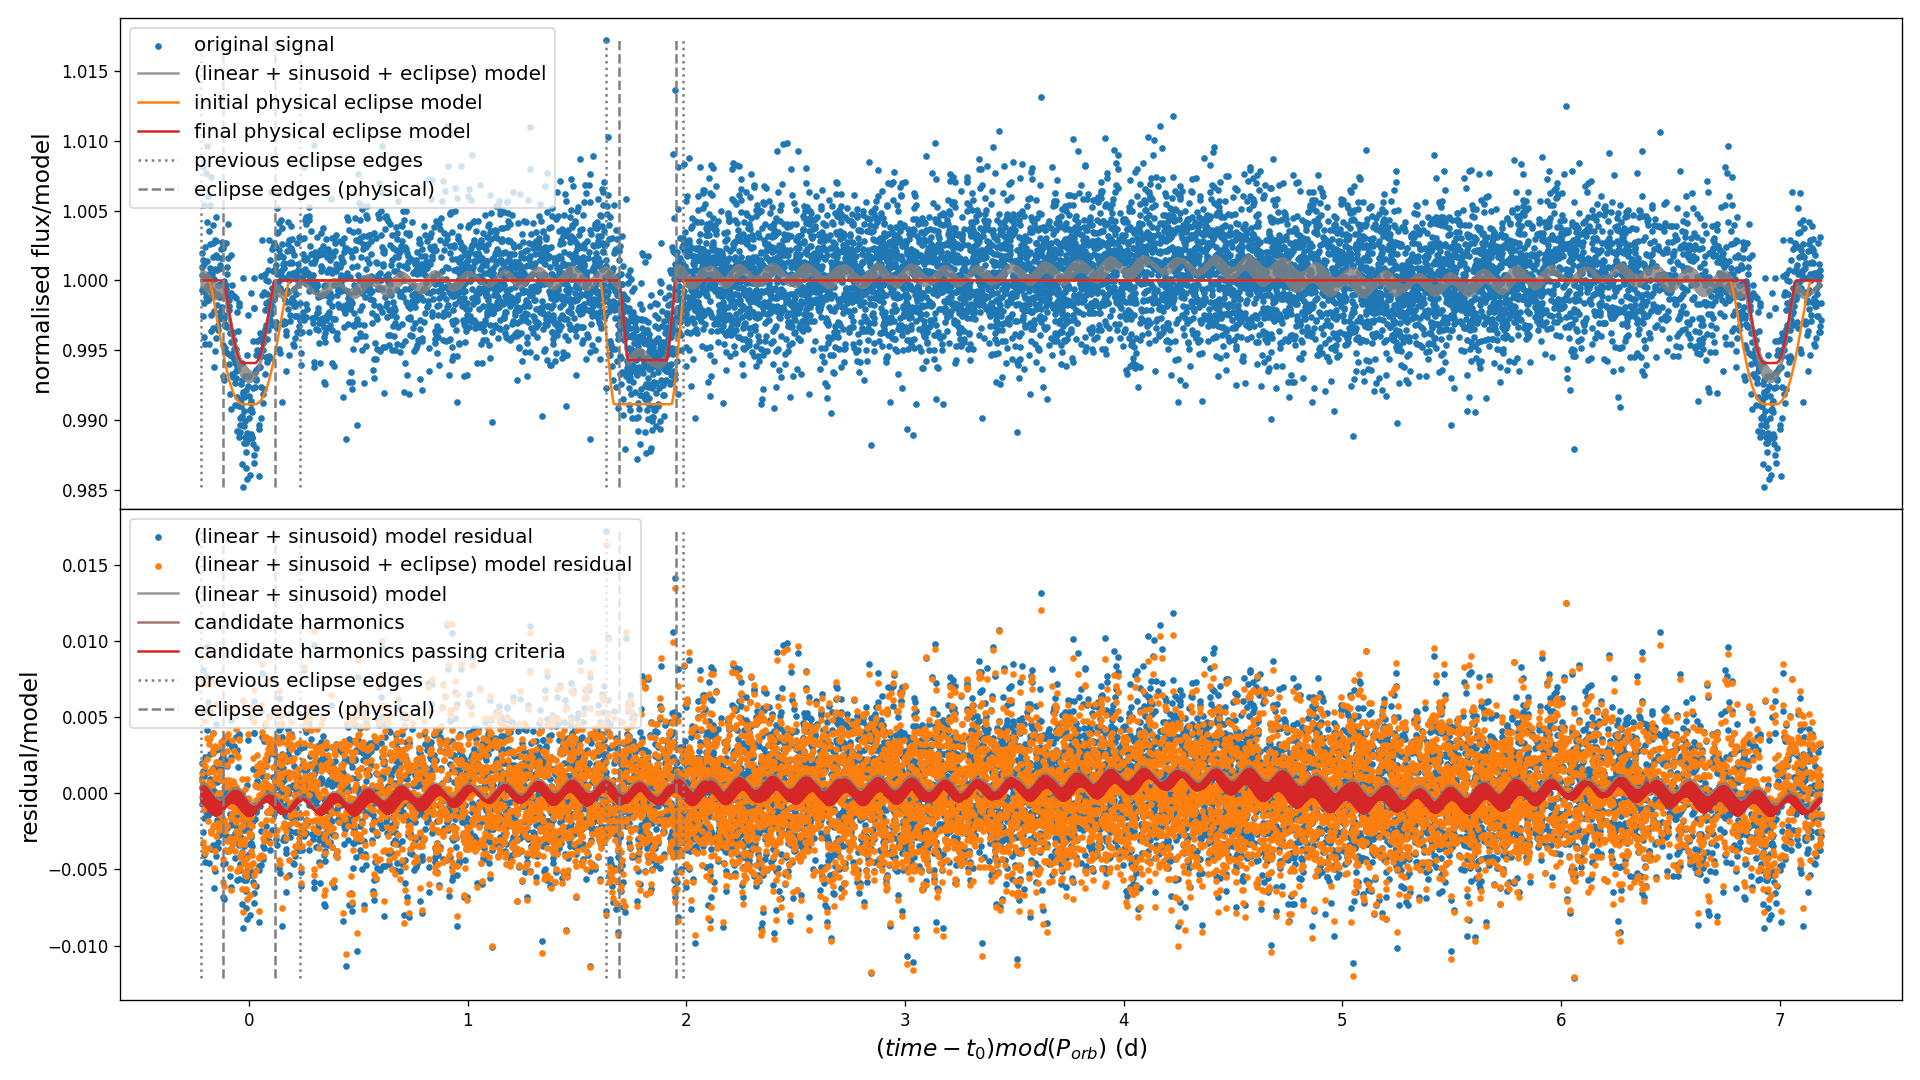 original signal
(linear + sinusoid + eclipse) model
initial physical eclipse model
final physical eclipse model
previous eclipse edges
eclipse edges (physical)
normalised flux/model
1.015
1.010
1.005
1.000
0.995
0.990
0.985
(linear + sinusoid) model residual
(linear + sinusoid + eclipse) model residual
(linear + sinusoid) model
candidate harmonics
candidate harmonics passing criteria
previous eclipse edges
eclipse edges (physical)
residual/model
0.015
0.010
0.005
0.000
−0.005
−0.010
0 1 2 3 4 5 6 7
(time − t₀)mod(P_orb) (d)